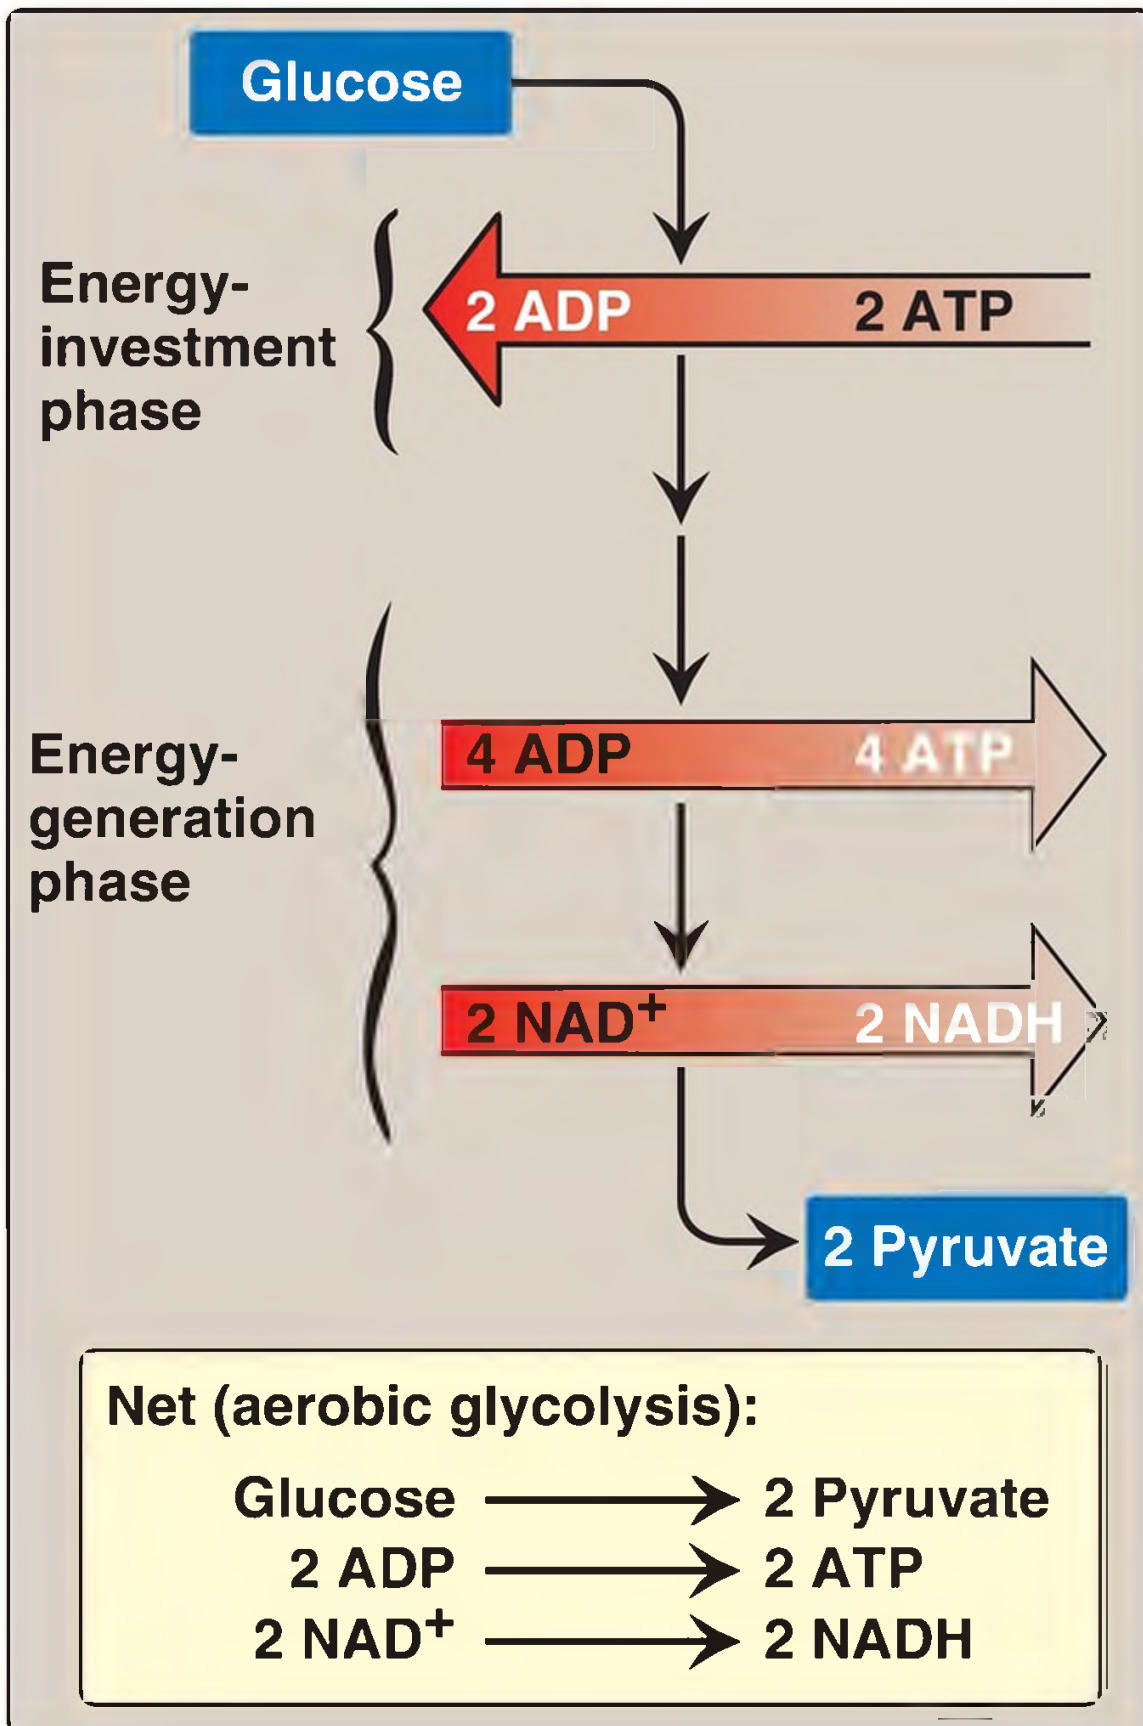 Glucose
Energy-
investment
phase
2 ADP
2 ATP
Energy-
generation
phase
4 ADP
4 ATP
2 NAD+
2 NADH
2 Pyruvate
Net (aerobic glycolysis):
Glucose → 2 Pyruvate
2 ADP → 2 ATP
2 NAD+ → 2 NADH